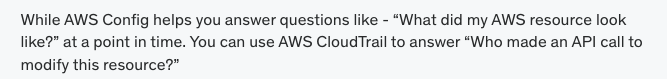 While AWS Config helps you answer questions like - “What did my AWS resource look
like?” at a point in time. You can use AWS CloudTrail to answer “Who made an API call to
modify this resource?”